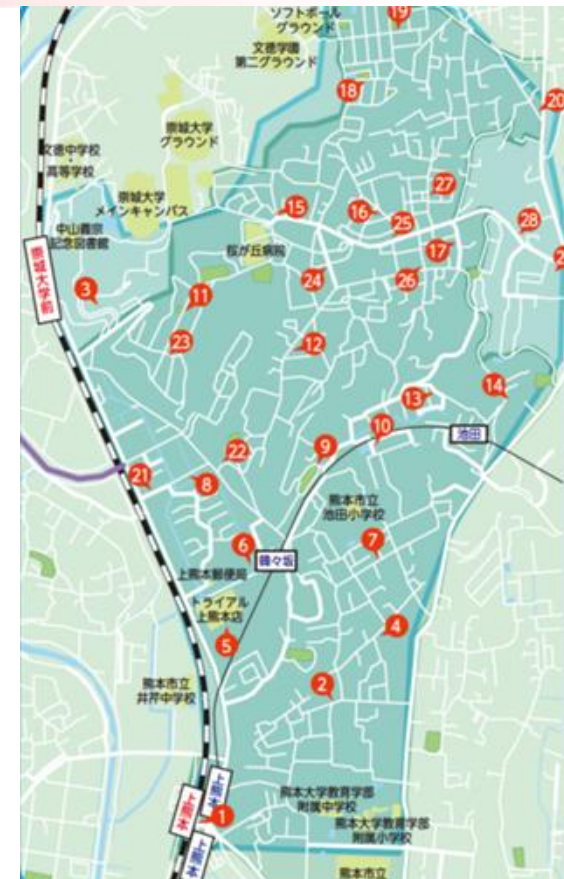 ソフトボール
グラウンド
19
文徳学園
第二グラウンド
18
20
崇城大学
グラウンド
文徳中学校
・
高等学校
27
崇城大学
メインキャンパス
15
16
25
28
中山義宗
記念図書館
桜が丘病院
17
崇城大学前
3
24
26
11
23
12
14
13
10
池田
9
22
21
8
熊本市立
池田小学校
7
6
韓々坂
上熊本郵便局
トライアル
上熊本店
4
5
2
熊本市立
井芹中学校
上熊本
上熊本
1
上熊本
熊本大学教育学部
附属中学校
熊本大学教育学部
附属小学校
熊本市立